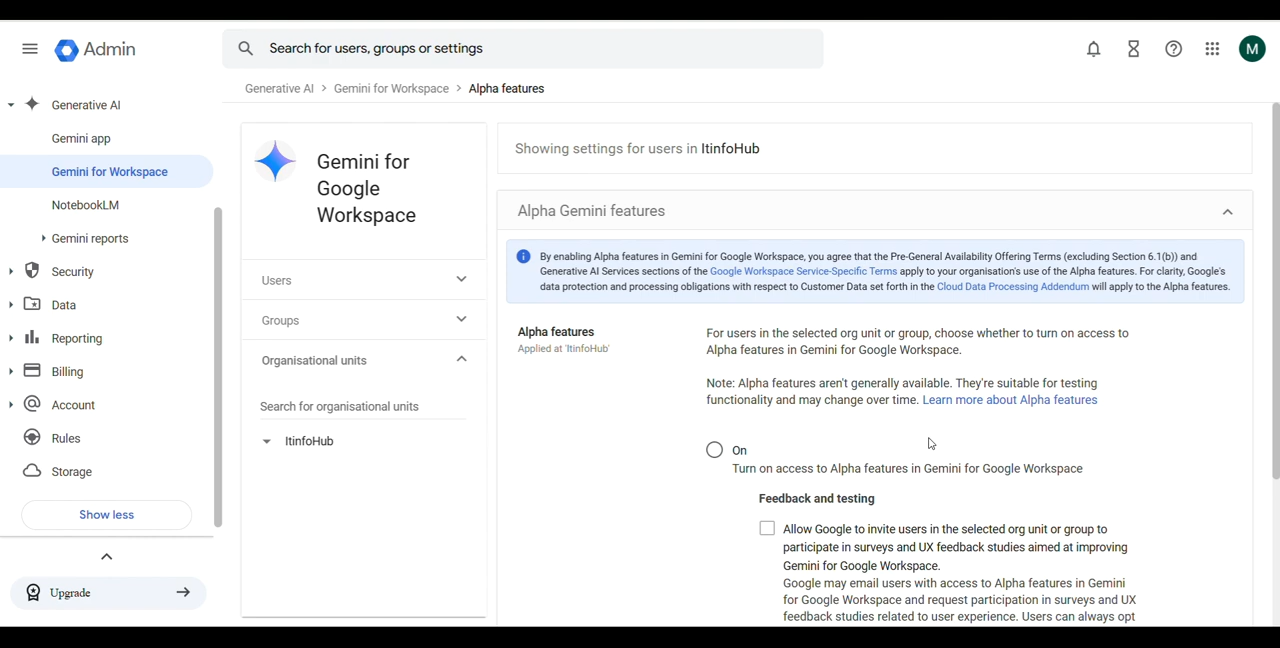 Admin
Search for users, groups or settings
M
Generative AI > Gemini for Workspace > Alpha features
Generative AI
Gemini app
Gemini for Workspace
NotebookLM
Gemini reports
Security
Data
Reporting
Billing
Account
Rules
Storage
Show less
Upgrade
Gemini for
Google
Workspace
Users
Groups
Organisational units
Search for organisational units
ItinfoHub
Showing settings for users in ItinfoHub
Alpha Gemini features
By enabling Alpha features in Gemini for Google Workspace, you agree that the Pre-General Availability Offering Terms (excluding Section 6.1(b)) and
Generative AI Services sections of the Google Workspace Service-Specific Terms apply to your organisation's use of the Alpha features. For clarity, Google's
data protection and processing obligations with respect to Customer Data set forth in the Cloud Data Processing Addendum will apply to the Alpha features.
Alpha features
Applied at 'ItinfoHub'
For users in the selected org unit or group, choose whether to turn on access to
Alpha features in Gemini for Google Workspace.
Note: Alpha features aren't generally available. They're suitable for testing
functionality and may change over time. Learn more about Alpha features
On
Turn on access to Alpha features in Gemini for Google Workspace
Feedback and testing
Allow Google to invite users in the selected org unit or group to
participate in surveys and UX feedback studies aimed at improving
Gemini for Google Workspace.
Google may email users with access to Alpha features in Gemini
for Google Workspace and request participation in surveys and UX
feedback studies related to user experience. Users can always opt